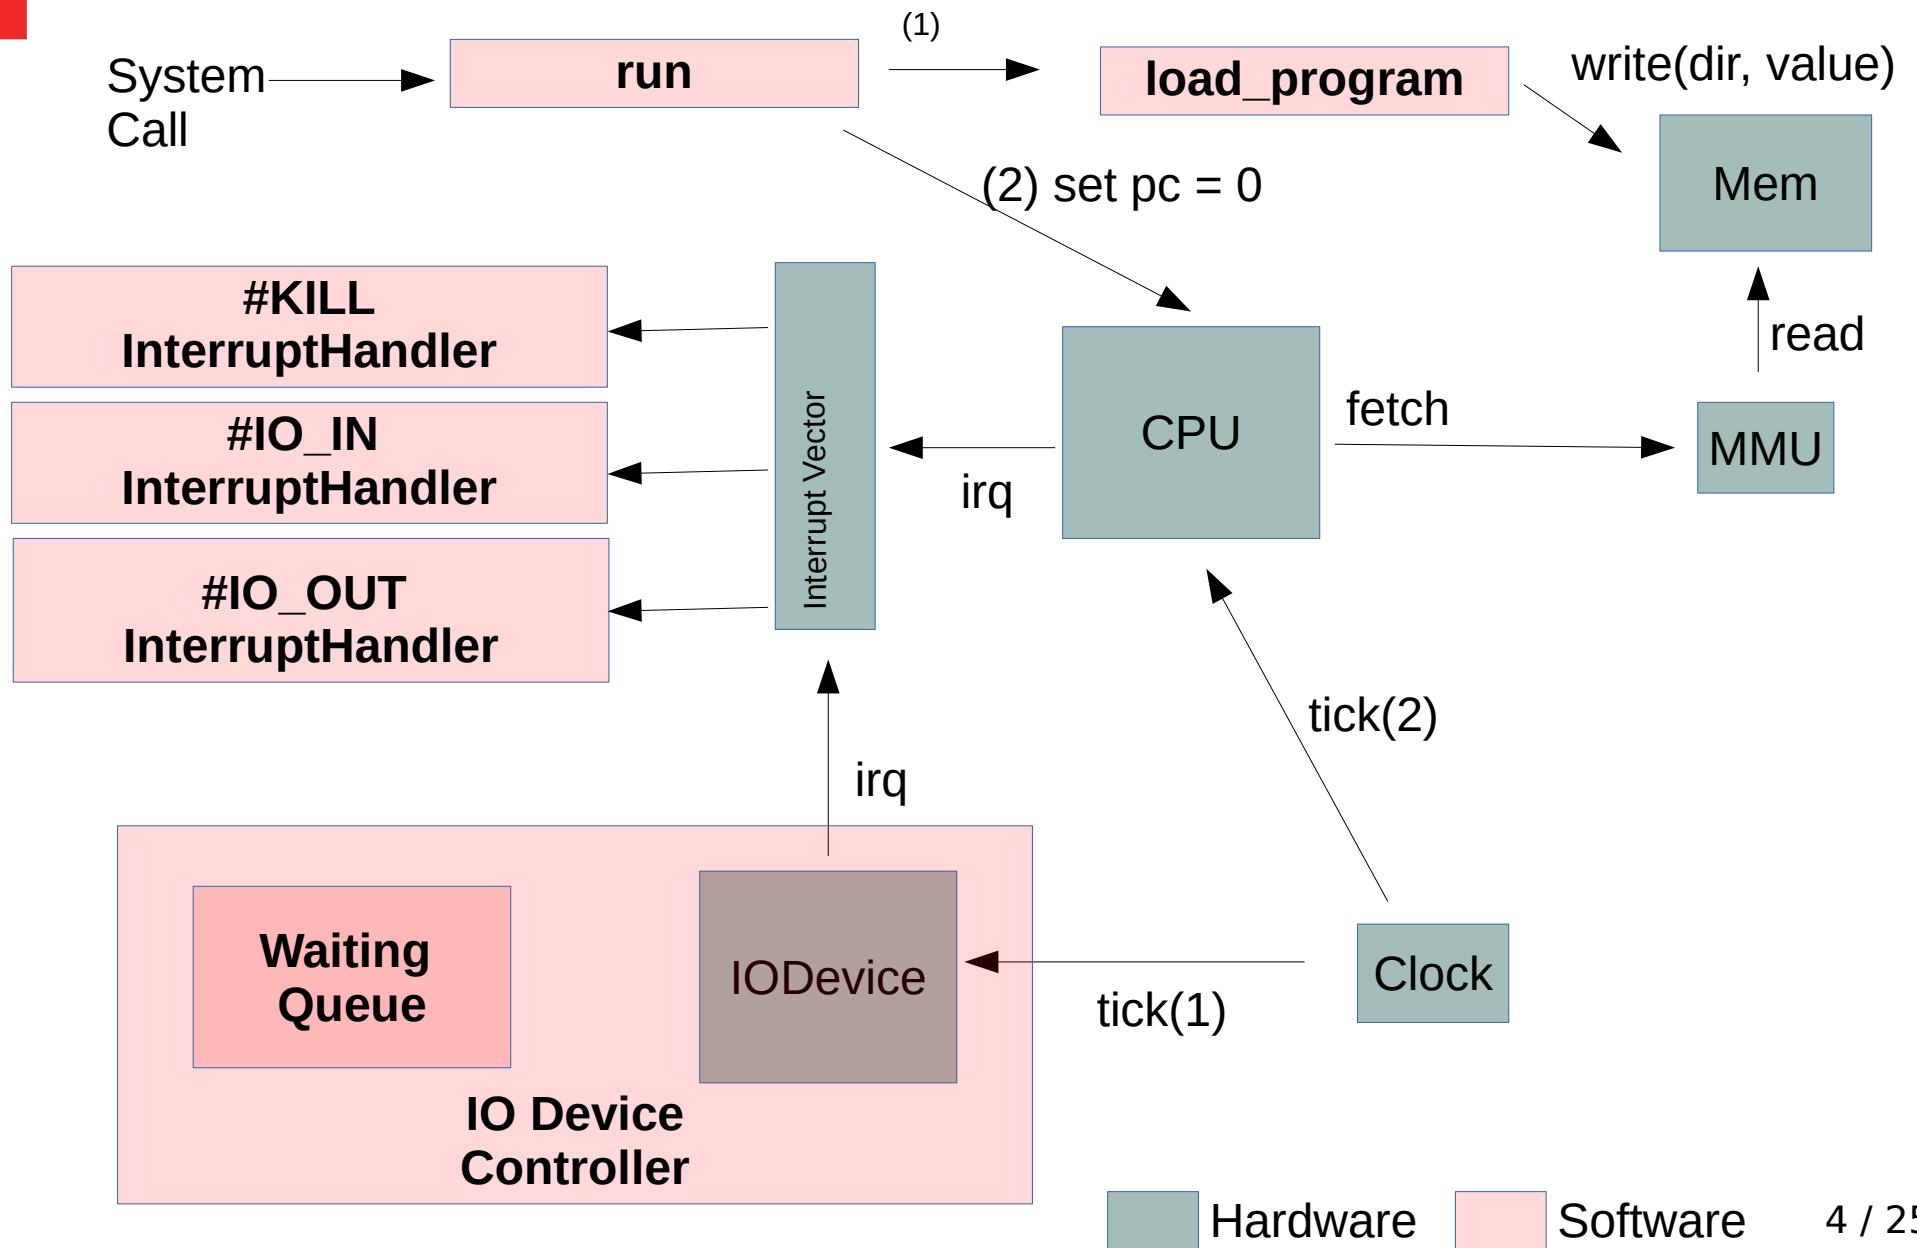 (1)
System
Call
run
load_program
write(dir, value)
Mem
(2) set pc = 0
#KILL
InterruptHandler
#IO_IN
InterruptHandler
#IO_OUT
InterruptHandler
Interrupt Vector
irq
CPU
fetch
read
MMU
tick(2)
irq
Waiting
Queue
IODevice
tick(1)
Clock
IO Device
Controller
Hardware
Software
4 / 25